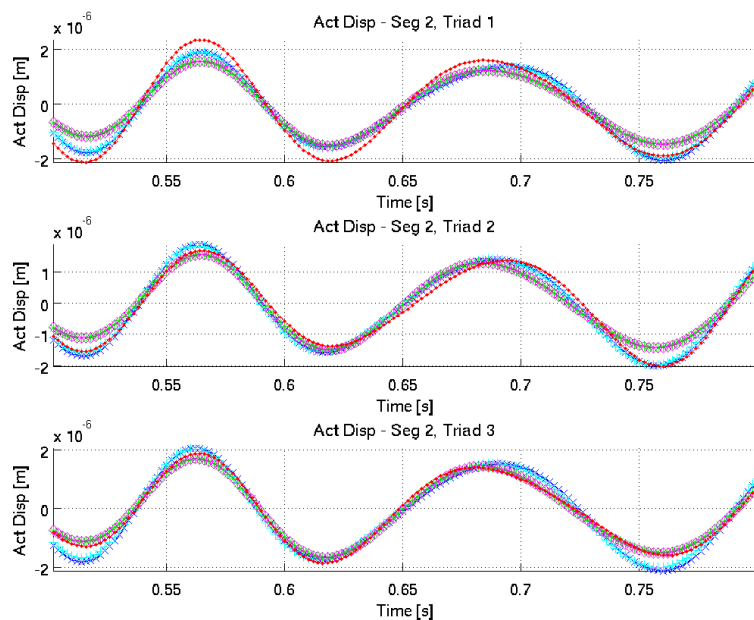 x 10^-6
Act Disp - Seg 2, Triad 1
Act Disp [m]
2
0
-2
0.55 0.6 0.65 0.7 0.75
Time [s]
x 10^-6
Act Disp - Seg 2, Triad 2
Act Disp [m]
1
0
-1
-2
0.55 0.6 0.65 0.7 0.75
Time [s]
x 10^-6
Act Disp - Seg 2, Triad 3
Act Disp [m]
2
0
-2
0.55 0.6 0.65 0.7 0.75
Time [s]